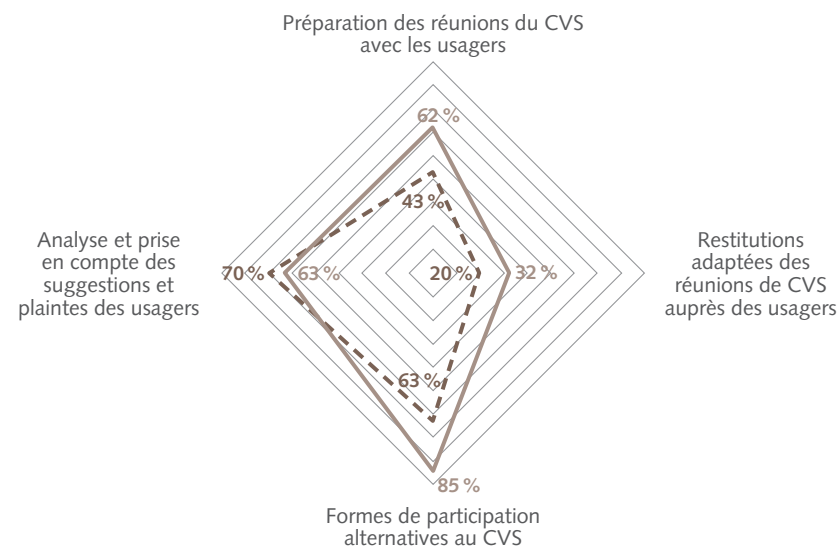 Préparation des réunions du CVS
avec les usagers
62 %
43 %
Analyse et prise
en compte des
suggestions et
plaintes des usagers
70 %
63 %
20 %
32 %
Restitutions
adaptées des
réunions de CVS
auprès des usagers
63 %
85 %
Formes de participation
alternatives au CVS